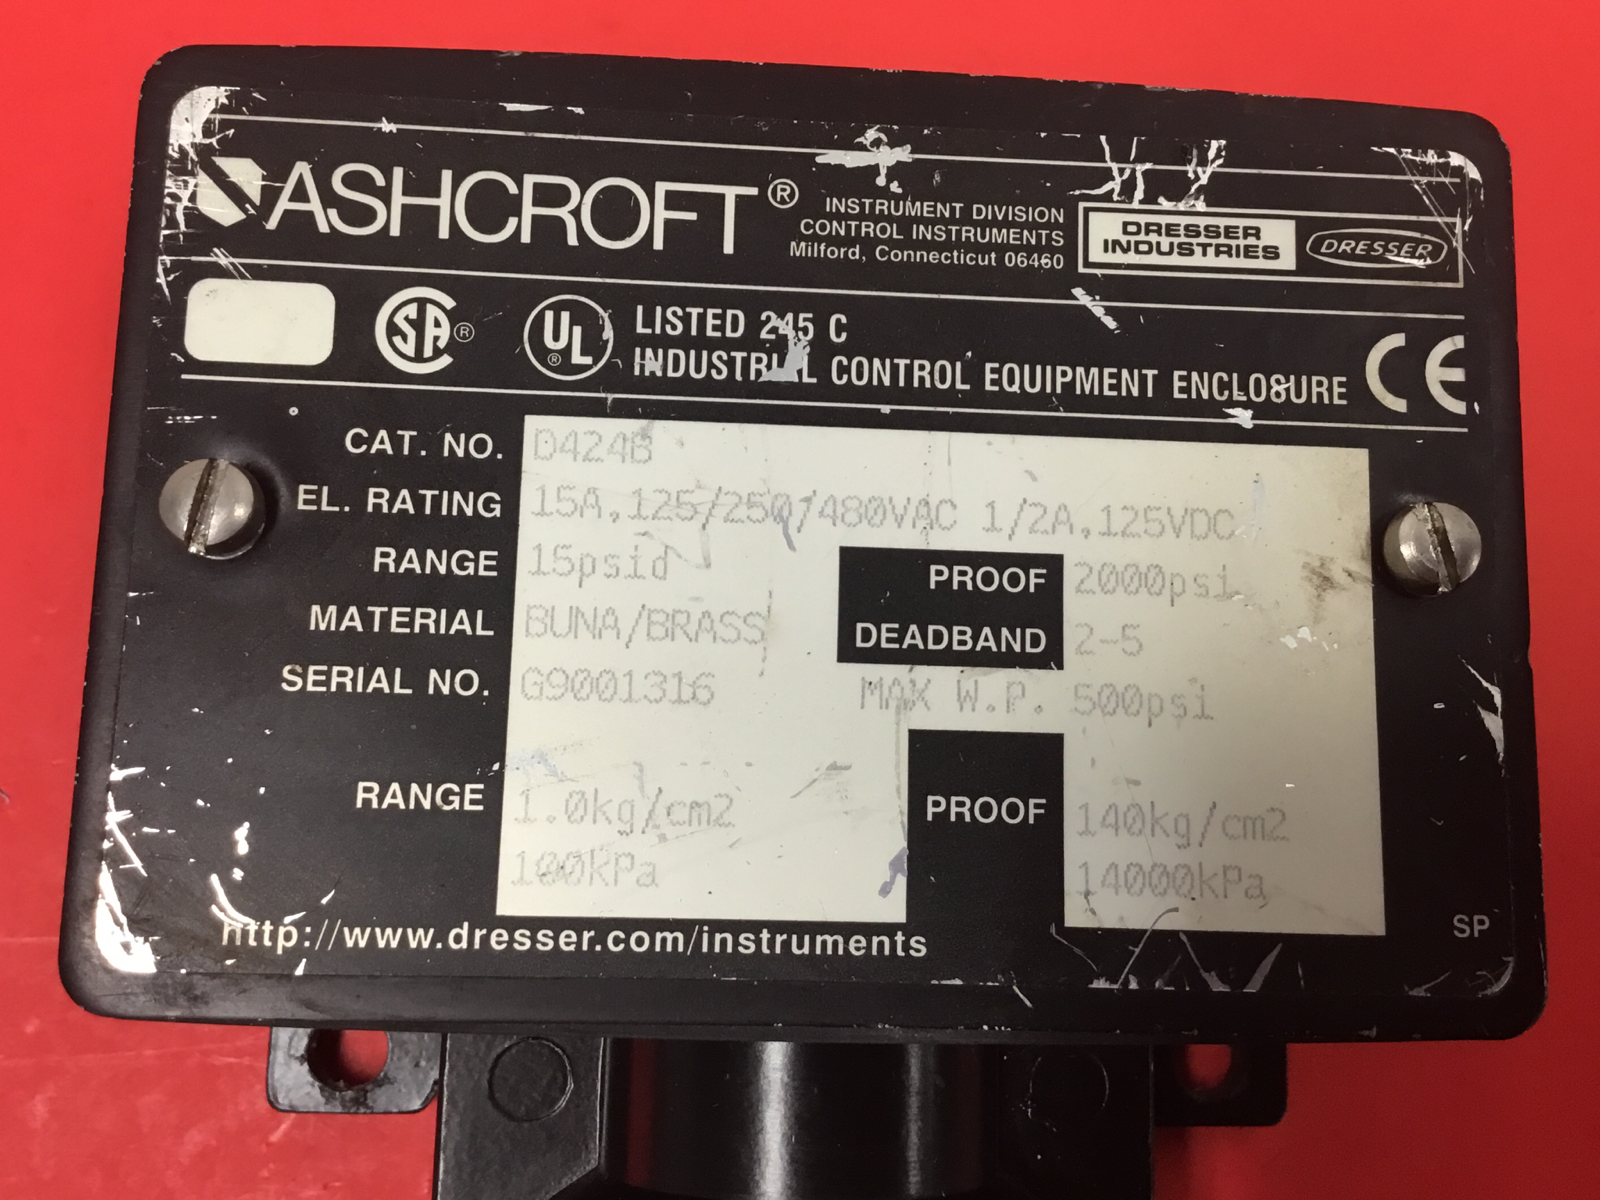 ASHCROFT®
INSTRUMENT DIVISION
CONTROL INSTRUMENTS
Milford, Connecticut 06460
DRESSER
INDUSTRIES
DRESSER
SA®
UL®
LISTED 245 C
INDUSTRIAL CONTROL EQUIPMENT ENCLOSURE
CE
CAT. NO. D424B
EL. RATING 15A,125/250/480VAC 1/2A,125VDC
RANGE 15psid PROOF 2000psi
MATERIAL BUNA/BRASS DEADBAND 2-5
SERIAL NO. G9001316 MAX W.P. 500psi
RANGE 1.0kg/cm2 PROOF 140kg/cm2
100kPa 14000kPa
http://www.dresser.com/instruments
SP